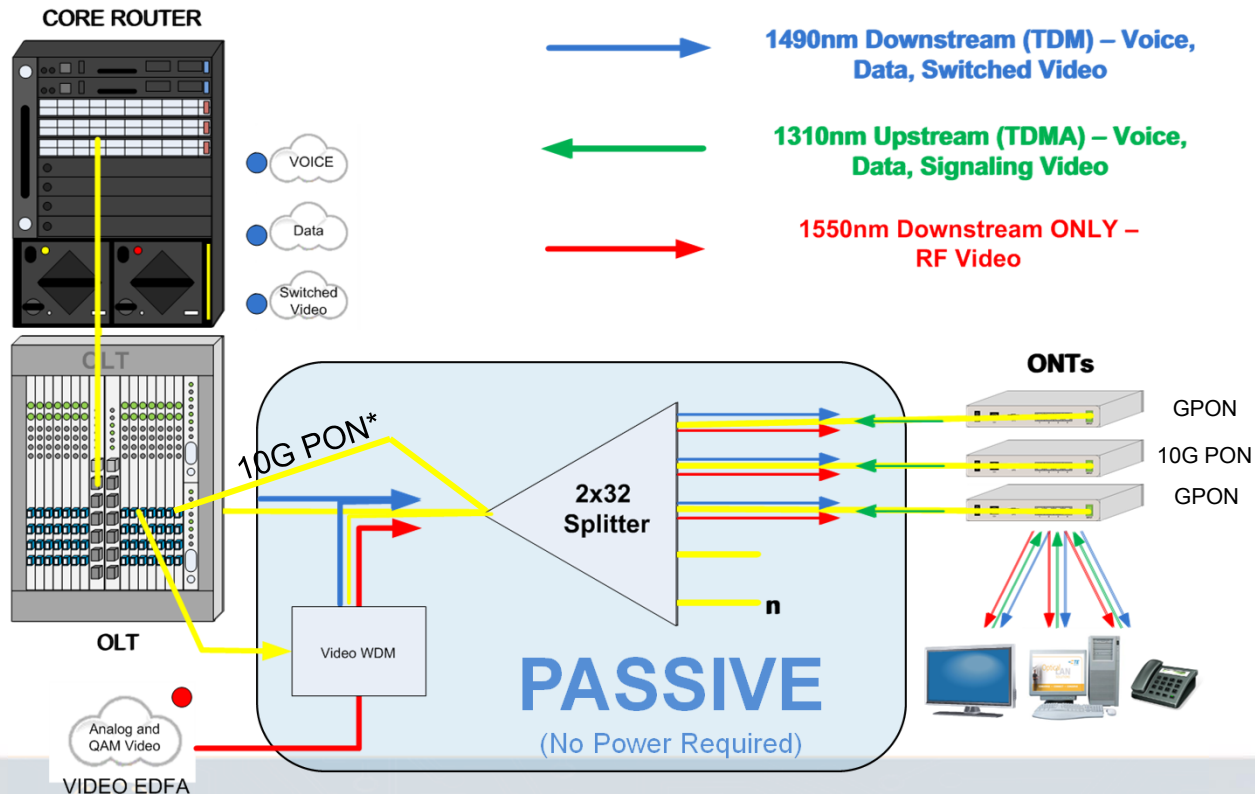 CORE ROUTER
1490nm Downstream (TDM) – Voice,
Data, Switched Video
1310nm Upstream (TDMA) – Voice,
Data, Signaling Video
1550nm Downstream ONLY –
RF Video
VOICE
Data
Switched
Video
OLT
10G PON*
2x32
Splitter
n
ONTs
GPON
10G PON
GPON
OLT
Video WDM
PASSIVE
(No Power Required)
Analog and
QAM Video
VIDEO EDFA